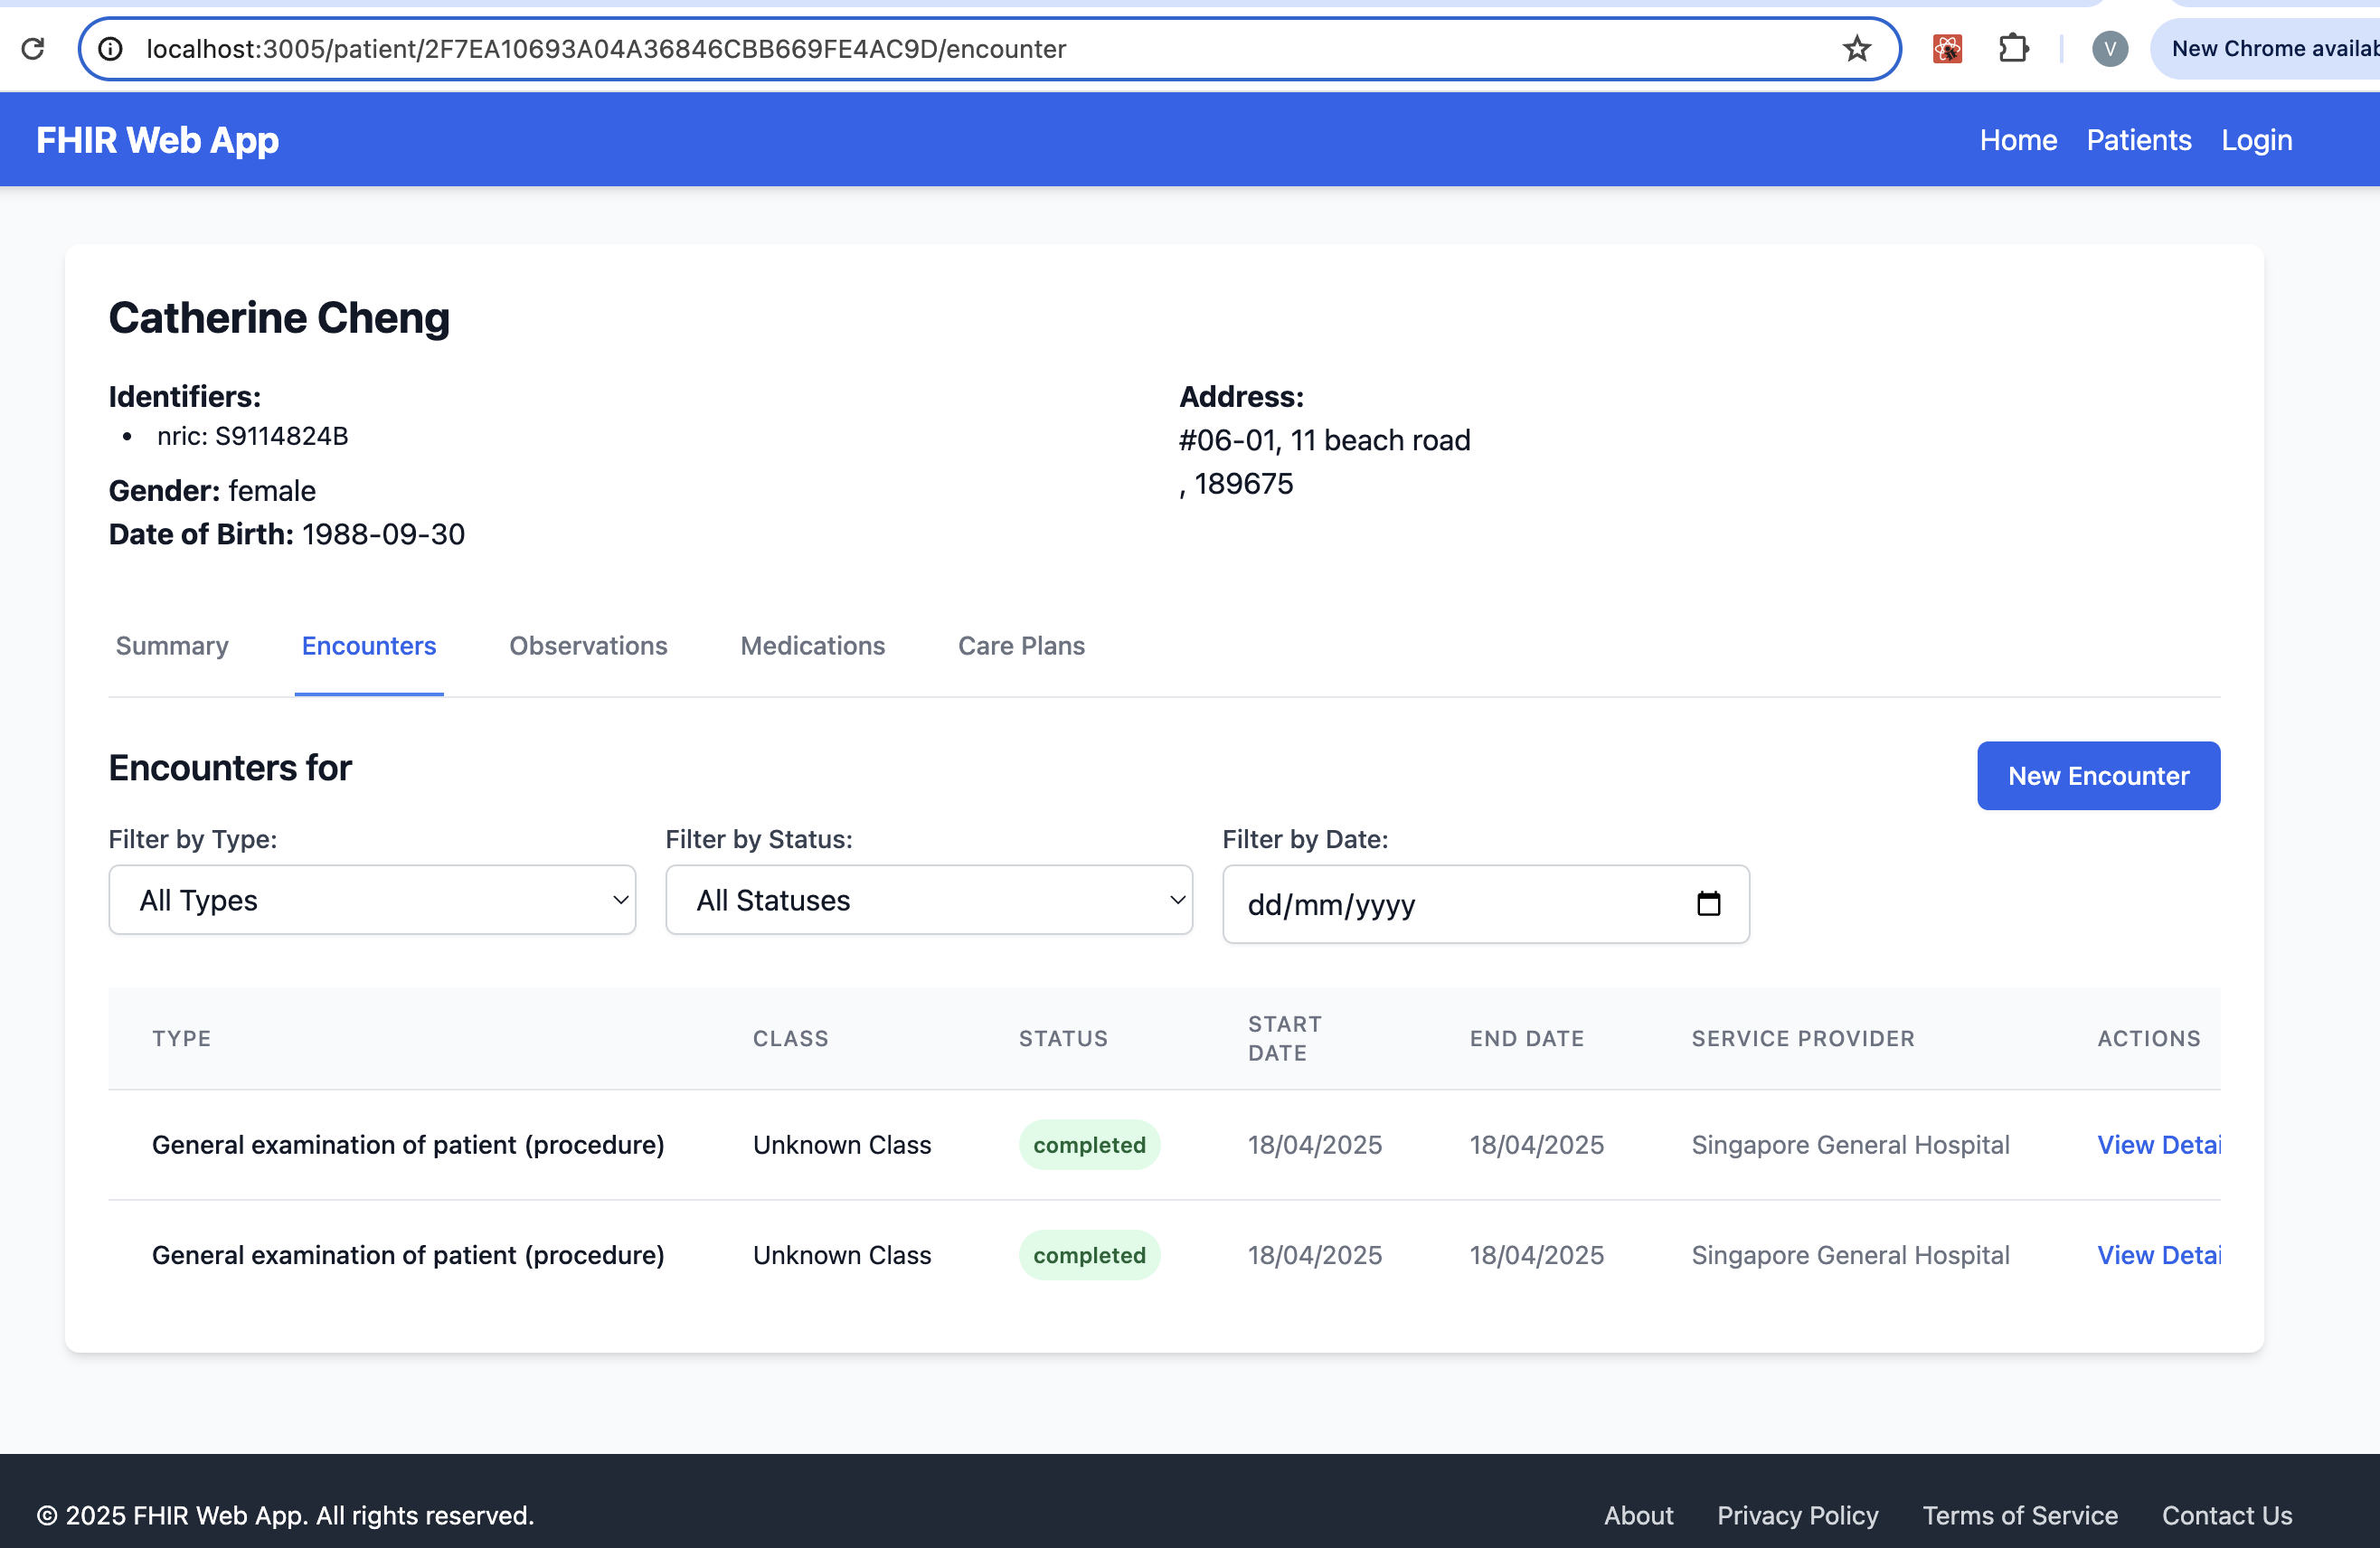 localhost:3005/patient/2F7EA10693A04A36846CBB669FE4AC9D/encounter
V
New Chrome availab
FHIR Web App
Home Patients Login
Catherine Cheng
Identifiers:
• nric: S9114824B
Gender: female
Date of Birth: 1988-09-30
Address:
#06-01, 11 beach road
, 189675
Summary Encounters Observations Medications Care Plans
Encounters for
New Encounter
Filter by Type: Filter by Status: Filter by Date:
All Types All Statuses dd/mm/yyyy
TYPE CLASS STATUS START DATE END DATE SERVICE PROVIDER ACTIONS
General examination of patient (procedure) Unknown Class completed 18/04/2025 18/04/2025 Singapore General Hospital View Detai
General examination of patient (procedure) Unknown Class completed 18/04/2025 18/04/2025 Singapore General Hospital View Detai
© 2025 FHIR Web App. All rights reserved.
About Privacy Policy Terms of Service Contact Us